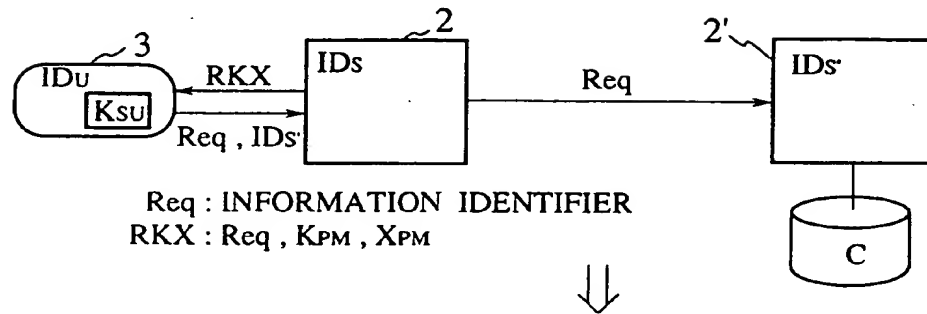 3
2
2'
IDU
KSU
RKX
Req , IDS'
IDS
Req
IDS'
Req : INFORMATION IDENTIFIER
RKX : Req , KPM , XPM
C